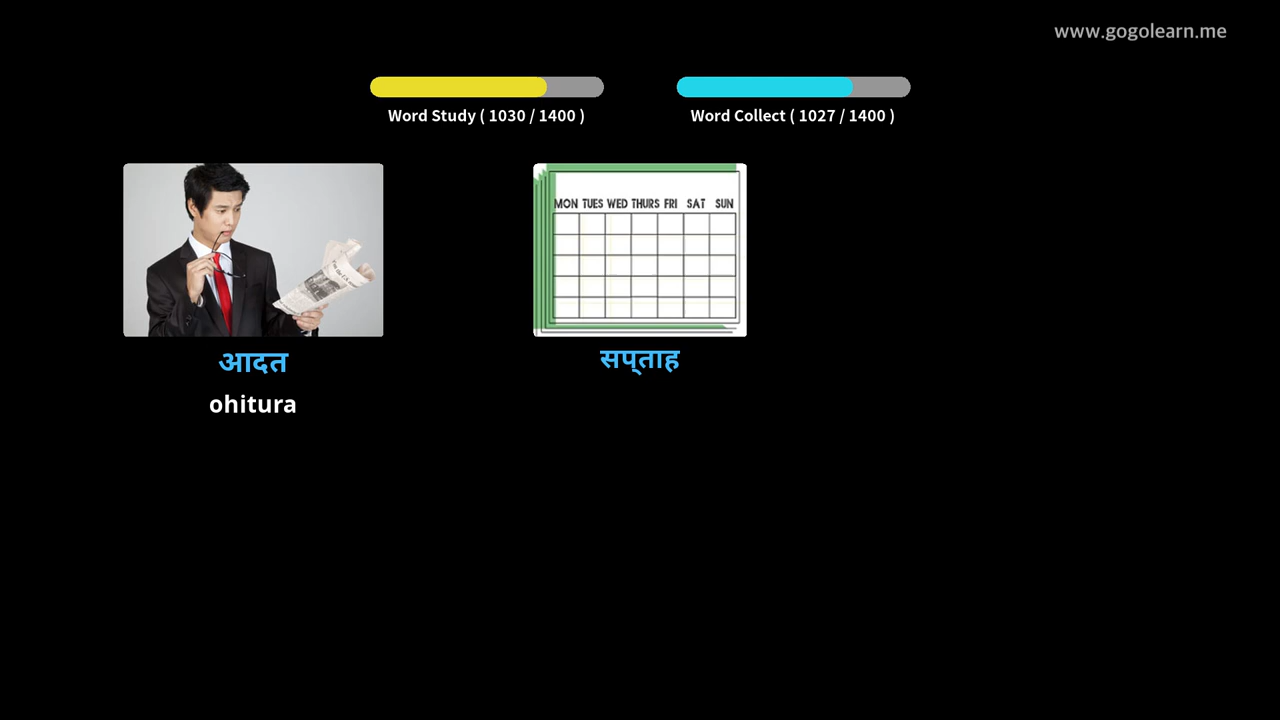 www.gogolearn.me
Word Study ( 1030 / 1400 )
Word Collect ( 1027 / 1400 )
MON TUES WED THURS FRI SAT SUN
आदत
सप्ताह
ohitura